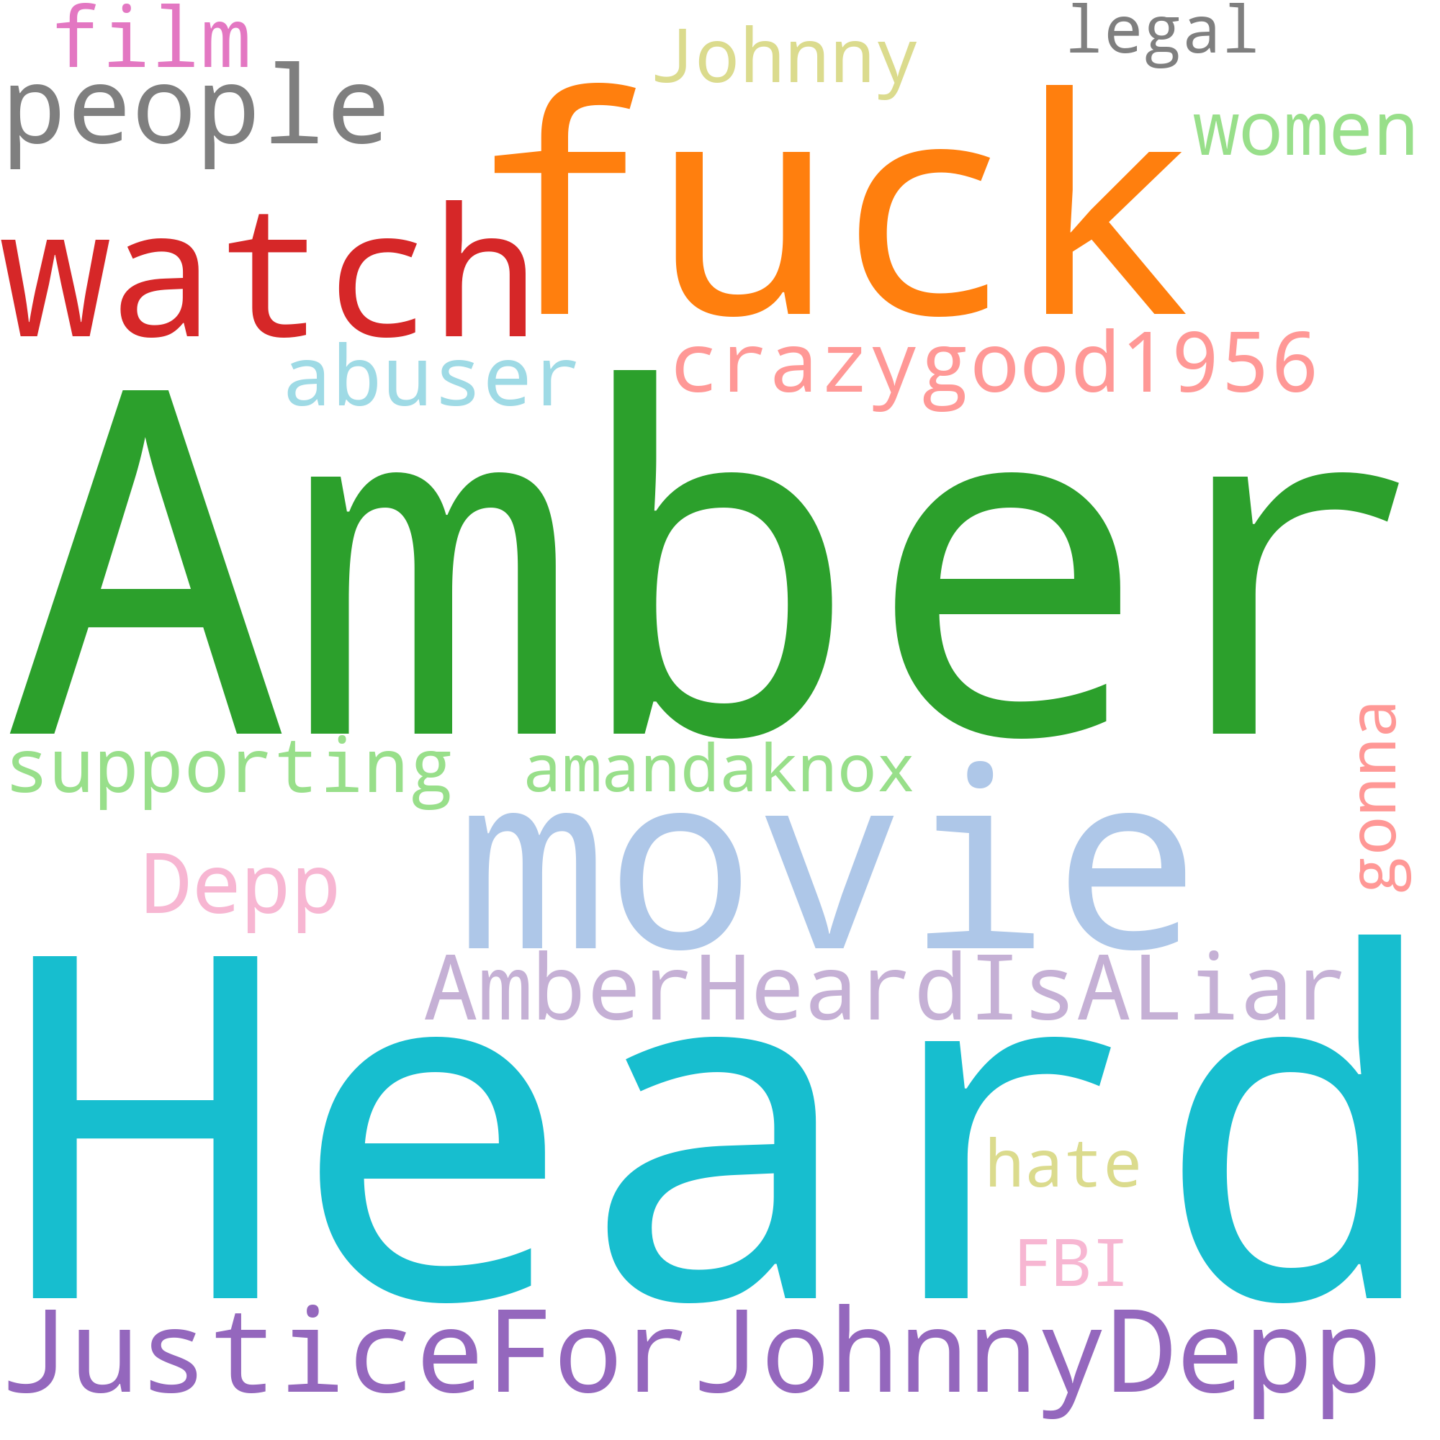 film
Johnny
legal
people
fuck
women
watch
abuser
crazygood1956
Amber
supporting
amandaknox
gonna
movie
Depp
AmberHeardIsALiar
Heard
hate
FBI
JusticeForJohnnyDepp